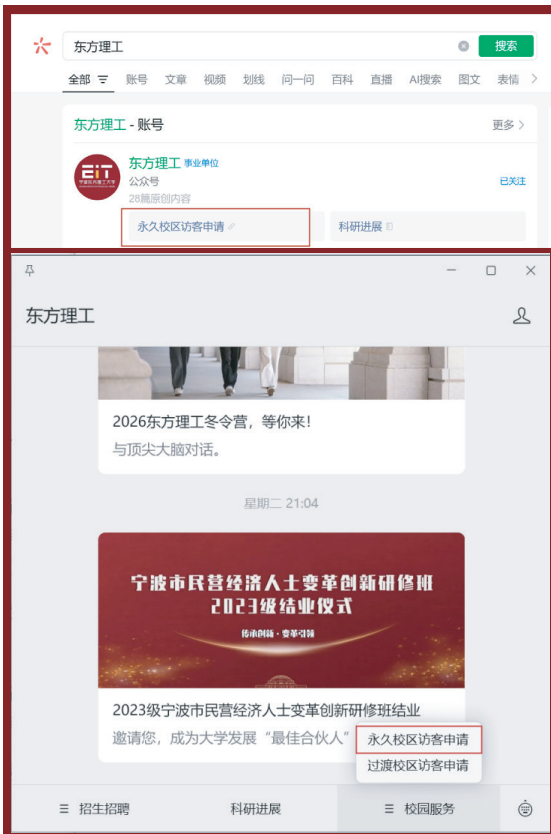 东方理工
搜索
全部 账号 文章 视频 划线 问一问 百科 直播 AI搜索 图文 表情
东方理工 - 账号
更多
EiT
宁波东方理工大学
东方理工 事业单位
公众号
已关注
28篇原创内容
永久校区访客申请
科研进展
东方理工
2026东方理工冬令营，等你来！
与顶尖大脑对话。
星期二 21:04
宁波市民营经济人士变革创新研修班
2023级结业仪式
传承创新·变革引领
2023级宁波市民营经济人士变革创新研修班结业
邀请您，成为大学发展“最佳合伙人”
永久校区访客申请
过渡校区访客申请
招生招聘
科研进展
校园服务